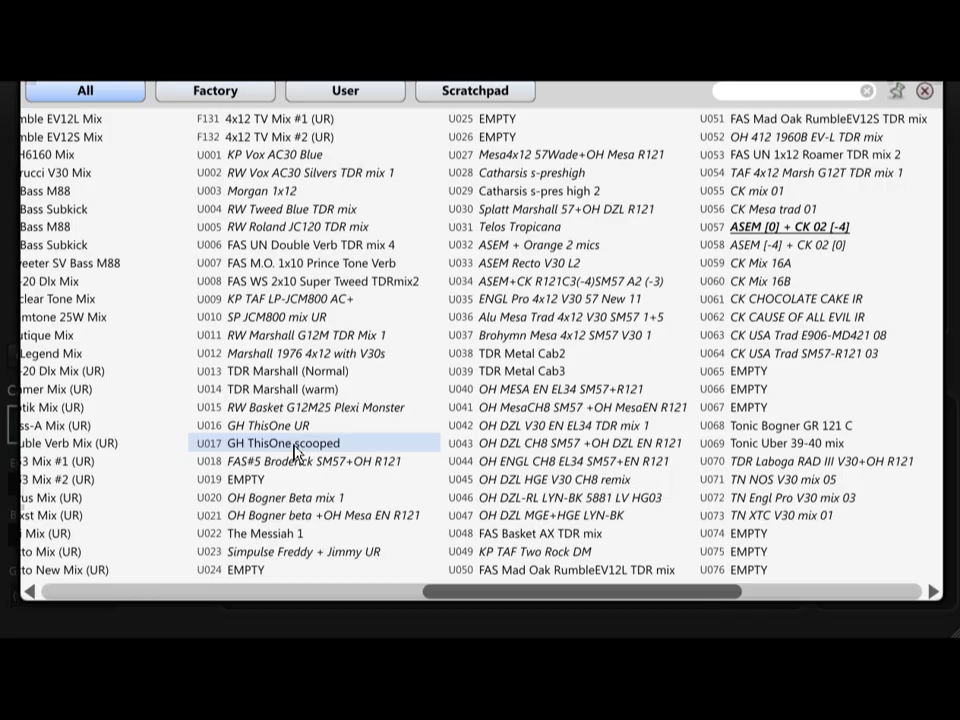 All Factory User Scratchpad
mble EV12L Mix
mble EV12S Mix
H6160 Mix
rucci V30 Mix
Bass M88
Bass Subkick
Bass M88
Bass Subkick
weeter SV Bass M88
-20 Dlx Mix
clear Tone Mix
mtone 25W Mix
utique Mix
Legend Mix
-20 Dlx Mix (UR)
mer Mix (UR)
tik Mix (UR)
ss-A Mix (UR)
uble Verb Mix (UR)
3 Mix #1 (UR)
3 Mix #2 (UR)
rus Mix (UR)
xst Mix (UR)
i Mix (UR)
to Mix (UR)
to New Mix (UR)
F131 4x12 TV Mix #1 (UR)
F132 4x12 TV Mix #2 (UR)
U001 KP Vox AC30 Blue
U002 RW Vox AC30 Silvers TDR mix 1
U003 Morgan 1x12
U004 RW Tweed Blue TDR mix
U005 RW Roland JC120 TDR mix
U006 FAS UN Double Verb TDR mix 4
U007 FAS M.O. 1x10 Prince Tone Verb
U008 FAS WS 2x10 Super Tweed TDRmix2
U009 KP TAF LP-JCM800 AC+
U010 SP JCM800 mix UR
U011 RW Marshall G12M TDR Mix 1
U012 Marshall 1976 4x12 with V30s
U013 TDR Marshall (Normal)
U014 TDR Marshall (warm)
U015 RW Basket G12M25 Plexi Monster
U016 GH ThisOne UR
U017 GH ThisOne scooped
U018 FAS#5 Broderick SM57+OH R121
U019 EMPTY
U020 OH Bogner Beta mix 1
U021 OH Bogner beta +OH Mesa EN R121
U022 The Messiah 1
U023 Simpulse Freddy + Jimmy UR
U024 EMPTY
U025 EMPTY
U026 EMPTY
U027 Mesa4x12 57Wade+OH Mesa R121
U028 Catharsis s-preshigh
U029 Catharsis s-pres high 2
U030 Splatt Marshall 57+OH DZL R121
U031 Telos Tropicana
U032 ASEM + Orange 2 mics
U033 ASEM Recto V30 L2
U034 ASEM+CK R121C3(-4)SM57 A2 (-3)
U035 ENGL Pro 4x12 V30 57 New 11
U036 Alu Mesa Trad 4x12 V30 SM57 1+5
U037 Brohymn Mesa 4x12 SM57 V30 1
U038 TDR Metal Cab2
U039 TDR Metal Cab3
U040 OH MESA EN EL34 SM57+R121
U041 OH MesaCH8 SM57 +OH MesaEN R121
U042 OH DZL V30 EN EL34 TDR mix 1
U043 OH DZL CH8 SM57 +OH DZL EN R121
U044 OH ENGL CH8 EL34 SM57+EN R121
U045 OH DZL HGE V30 CH8 remix
U046 OH DZL-RL LYN-BK 5881 LV HG03
U047 OH DZL MGE+HGE LYN-BK
U048 FAS Basket AX TDR mix
U049 KP TAF Two Rock DM
U050 FAS Mad Oak RumbleEV12L TDR mix
U051 FAS Mad Oak RumbleEV12S TDR mix
U052 OH 412 1960B EV-L TDR mix
U053 FAS UN 1x12 Roamer TDR mix 2
U054 TAF 4x12 Marsh G12T TDR mix 1
U055 CK mix 01
U056 CK Mesa trad 01
U057 ASEM [0] + CK 02 [-4]
U058 ASEM [-4] + CK 02 [0]
U059 CK Mix 16A
U060 CK Mix 16B
U061 CK CHOCOLATE CAKE IR
U062 CK CAUSE OF ALL EVIL IR
U063 CK USA Trad E906-MD421 08
U064 CK USA Trad SM57-R121 03
U065 EMPTY
U066 EMPTY
U067 EMPTY
U068 Tonic Bogner GR 121 C
U069 Tonic Uber 39-40 mix
U070 TDR Laboga RAD III V30+OH R121
U071 TN NOS V30 mix 05
U072 TN Engl Pro V30 mix 03
U073 TN XTC V30 mix 01
U074 EMPTY
U075 EMPTY
U076 EMPTY